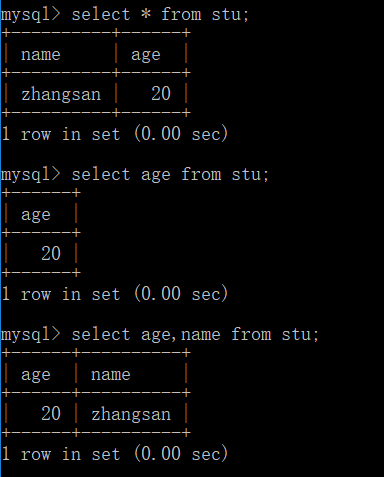 mysql> select * from stu;
+----------+------+
| name     | age  |
+----------+------+
| zhangsan |   20 |
+----------+------+
1 row in set (0.00 sec)
mysql> select age from stu;
+------+
| age  |
+------+
|   20 |
+------+
1 row in set (0.00 sec)
mysql> select age,name from stu;
+------+----------+
| age  | name     |
+------+----------+
|   20 | zhangsan |
+------+----------+
1 row in set (0.00 sec)